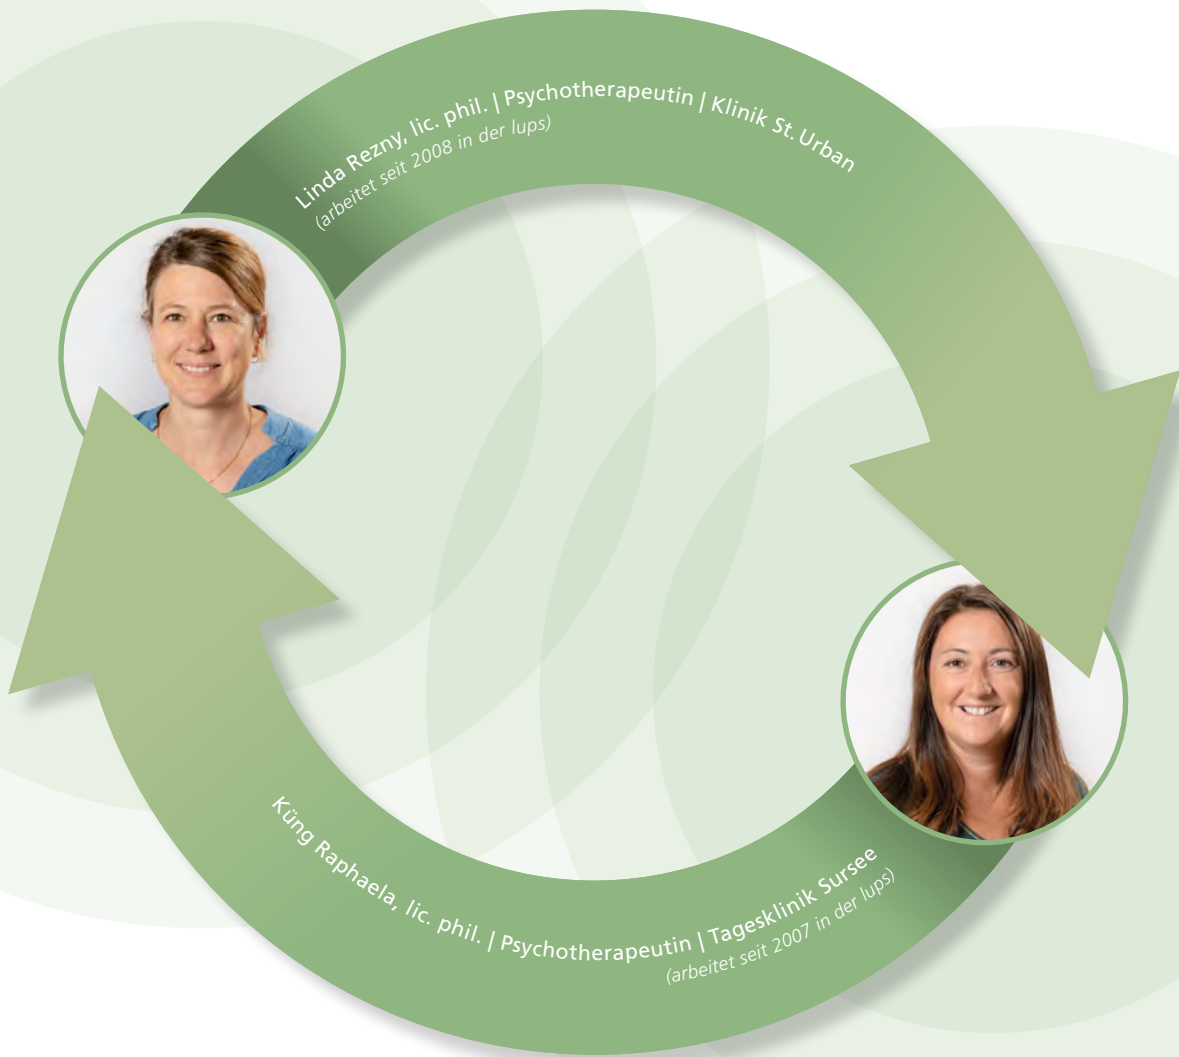 Linda Rezny, lic. phil. | Psychotherapeutin | Klinik St. Urban
(arbeitet seit 2008 in der lups)
Küng Raphaela, lic. phil. | Psychotherapeutin | Tagesklinik Sursee
(arbeitet seit 2007 in der lups)